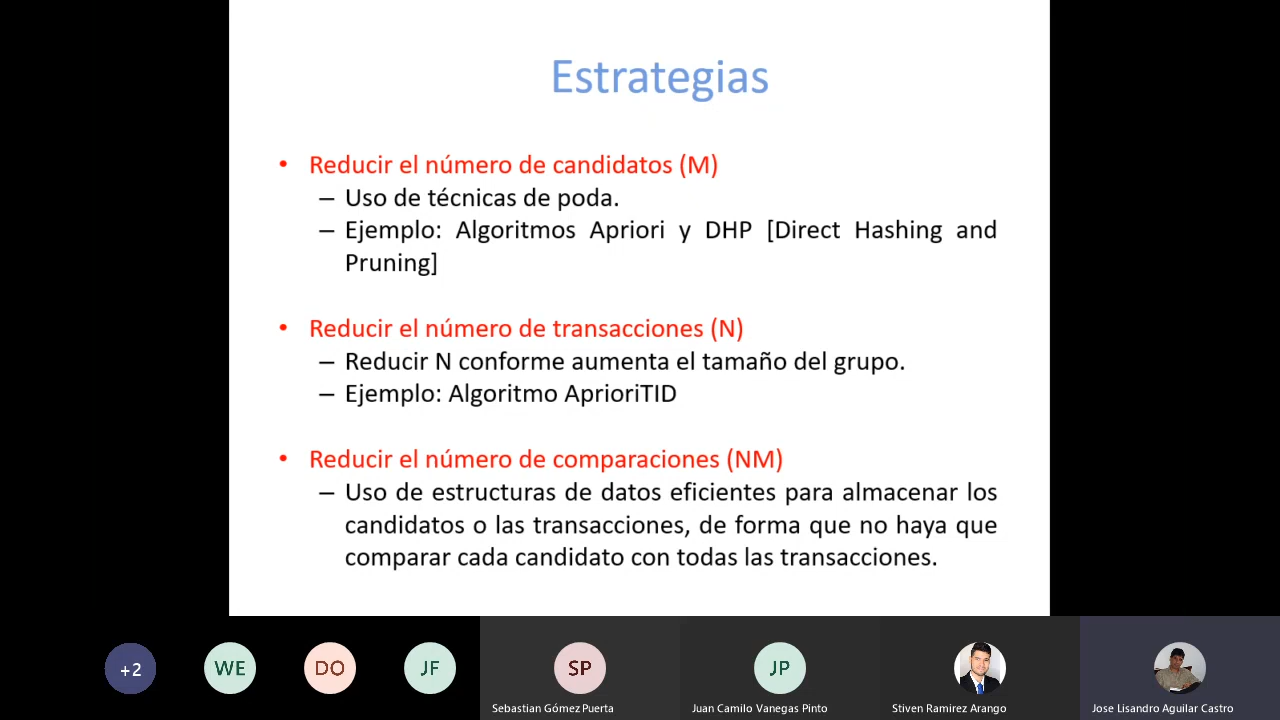 Estrategias
• Reducir el número de candidatos (M)
– Uso de técnicas de poda.
– Ejemplo: Algoritmos Apriori y DHP [Direct Hashing and
Pruning]
• Reducir el número de transacciones (N)
– Reducir N conforme aumenta el tamaño del grupo.
– Ejemplo: Algoritmo AprioriTID
• Reducir el número de comparaciones (NM)
– Uso de estructuras de datos eficientes para almacenar los
candidatos o las transacciones, de forma que no haya que
comparar cada candidato con todas las transacciones.
+2 WE DO JF SP JP
Sebastian Gómez Puerta Juan Camilo Vanegas Pinto Stiven Ramirez Arango Jose Lisandro Aguilar Castro